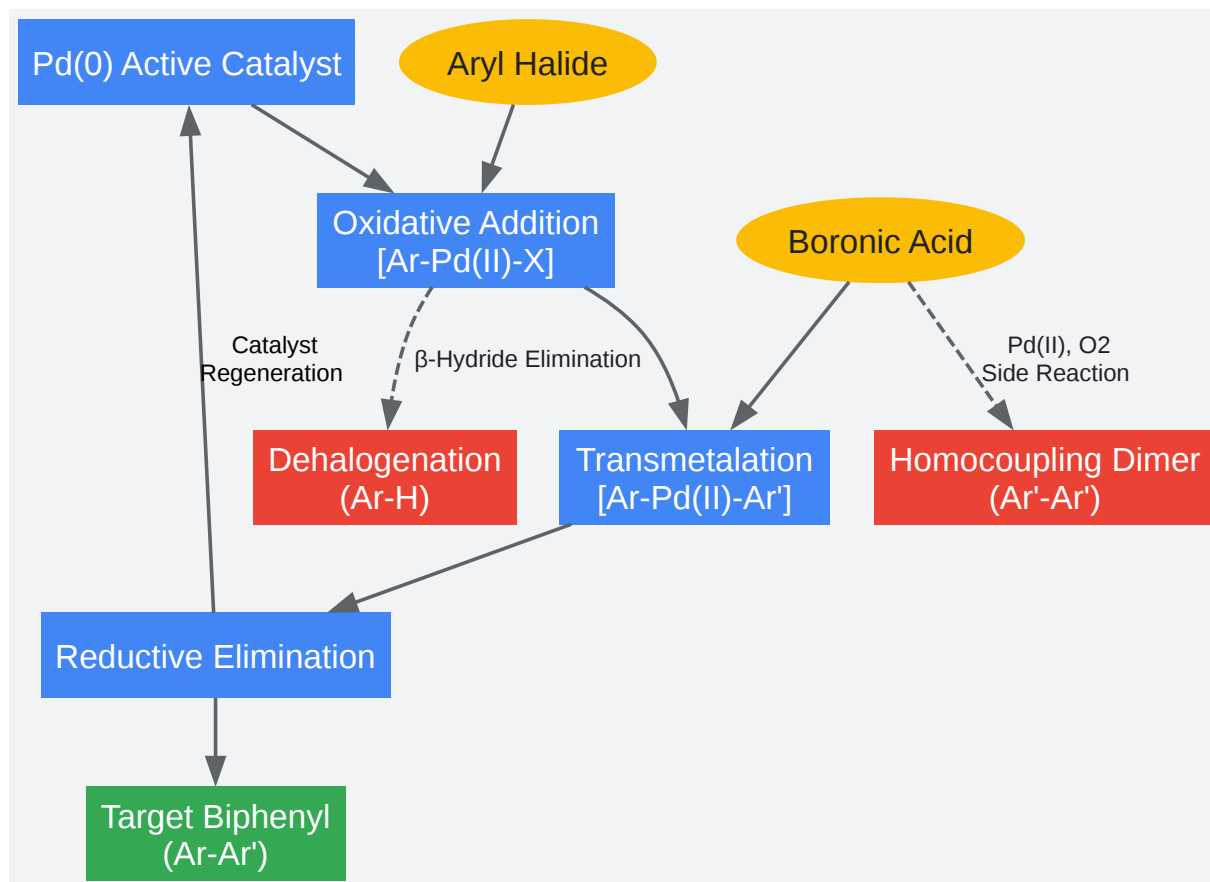 Pd(0) Active Catalyst
Aryl Halide
Oxidative Addition
[Ar-Pd(II)-X]
Boronic Acid
Catalyst
Regeneration
β-Hydride Elimination
Pd(II), O2
Side Reaction
Dehalogenation
(Ar-H)
Transmetalation
[Ar-Pd(II)-Ar']
Homocoupling Dimer
(Ar'-Ar')
Reductive Elimination
Target Biphenyl
(Ar-Ar')